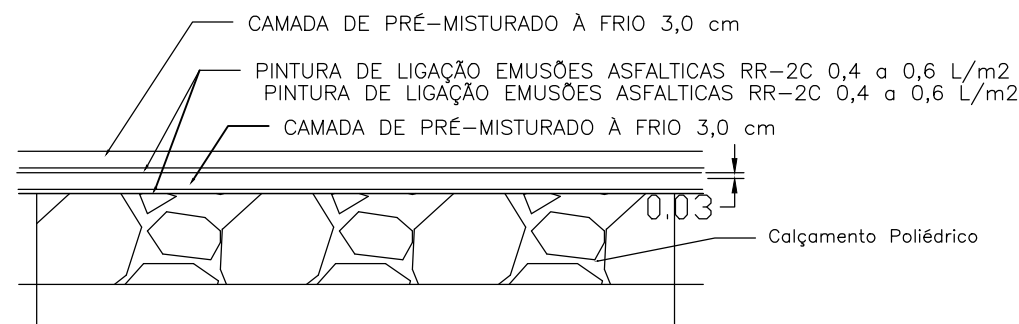 CAMADA DE PRÉ-MISTURADO À FRIO 3,0 cm
PINTURA DE LIGAÇÃO EMUSÕES ASFALTICAS RR-2C 0,4 a 0,6 L/m2
PINTURA DE LIGAÇÃO EMUSÕES ASFALTICAS RR-2C 0,4 a 0,6 L/m2
CAMADA DE PRÉ-MISTURADO À FRIO 3,0 cm
0.03
Calçamento Poliédrico